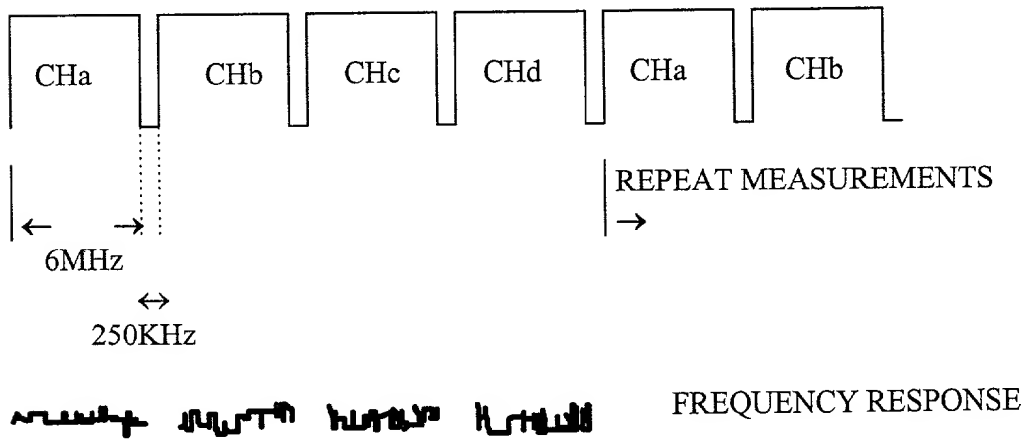 CHa CHb CHc CHd CHa CHb
REPEAT MEASUREMENTS
6MHz
250KHz
FREQUENCY RESPONSE